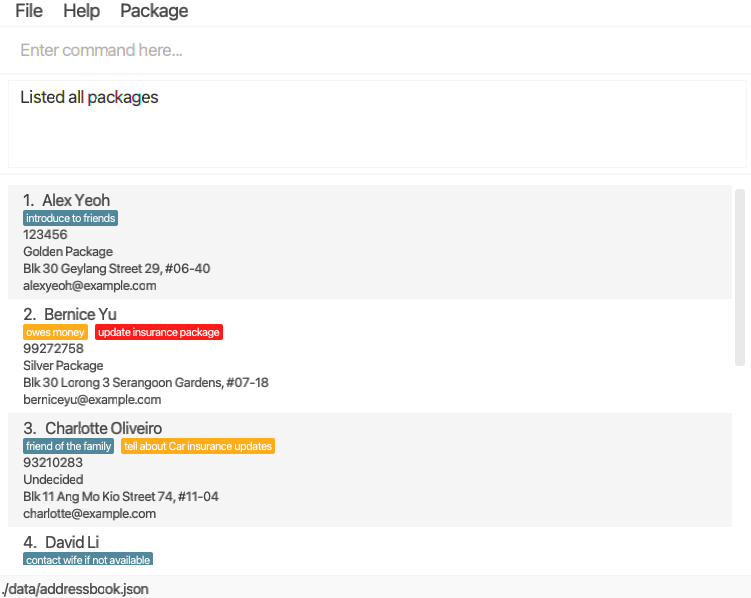 File Help Package
Enter command here...
Listed all packages
1. Alex Yeoh
introduce to friends
123456
Golden Package
Blk 30 Geylang Street 29, #06-40
alexyeoh@example.com
2. Bernice Yu
owes money update insurance package
99272758
Silver Package
Blk 30 Lorong 3 Serangoon Gardens, #07-18
berniceyu@example.com
3. Charlotte Oliveiro
friend of the family tell about Car insurance updates
93210283
Undecided
Blk 11 Ang Mo Kio Street 74, #11-04
charlotte@example.com
4. David Li
contact wife if not available
./data/addressbook.json